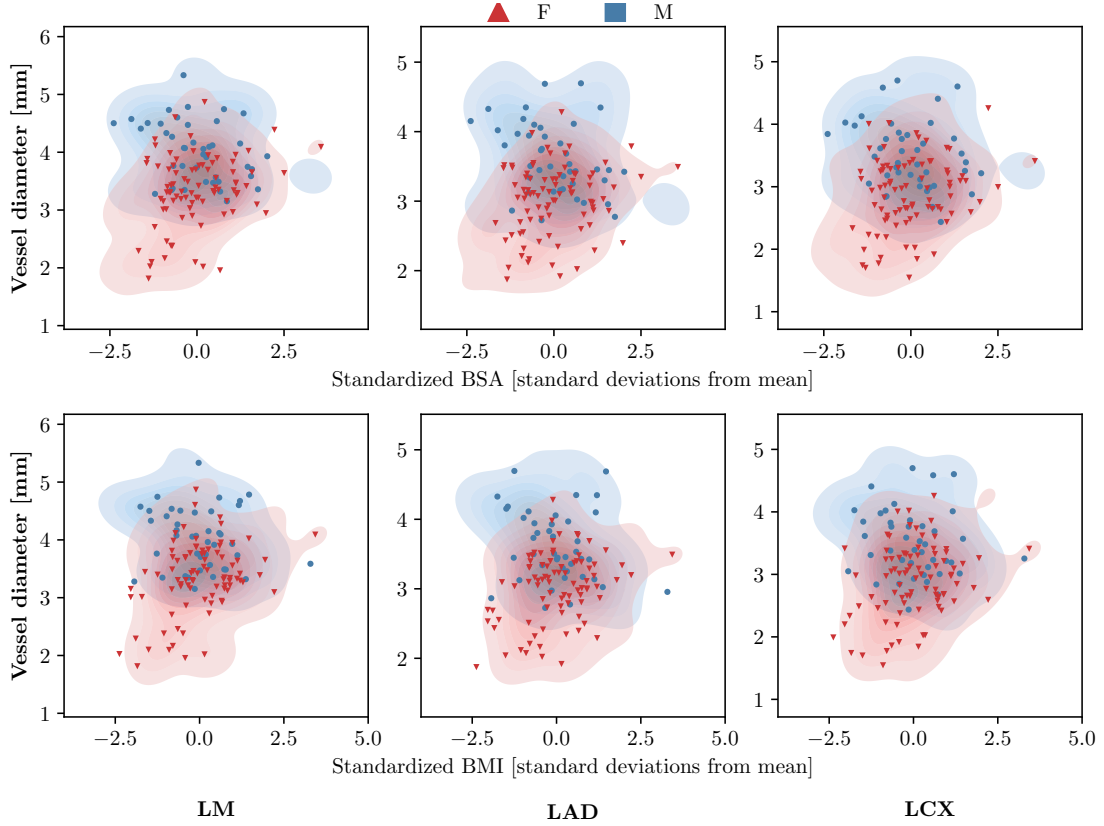 F M
Vessel diameter [mm]
6
5
4
3
2
1
5
4
3
2
5
4
3
2
1
−2.5 0.0 2.5
−2.5 0.0 2.5
−2.5 0.0 2.5 5.0
Standardized BSA [standard deviations from mean]
Vessel diameter [mm]
6
5
4
3
2
1
5
4
3
2
5
4
3
2
1
−2.5 0.0 2.5 5.0
−2.5 0.0 2.5 5.0
−2.5 0.0 2.5 5.0
Standardized BMI [standard deviations from mean]
LM LAD LCX